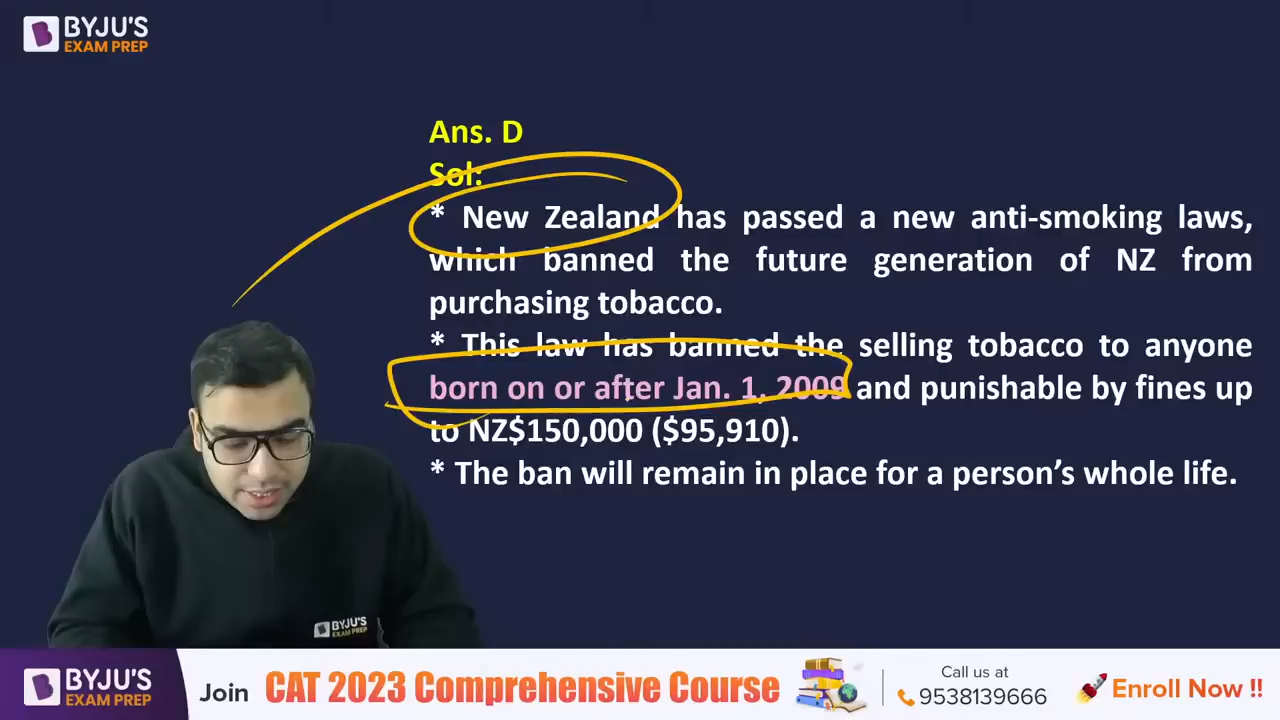 BYJU'S
EXAM PREP
Ans. D
Sol:
* New Zealand has passed a new anti-smoking laws,
which banned the future generation of NZ from
purchasing tobacco.
* This law has banned the selling tobacco to anyone
born on or after Jan. 1, 2009 and punishable by fines up
to NZ$150,000 ($95,910).
* The ban will remain in place for a person's whole life.
BYJU'S
EXAM PREP
BYJU'S
EXAM PREP
Join CAT 2023 Comprehensive Course
Call us at
9538139666
Enroll Now !!